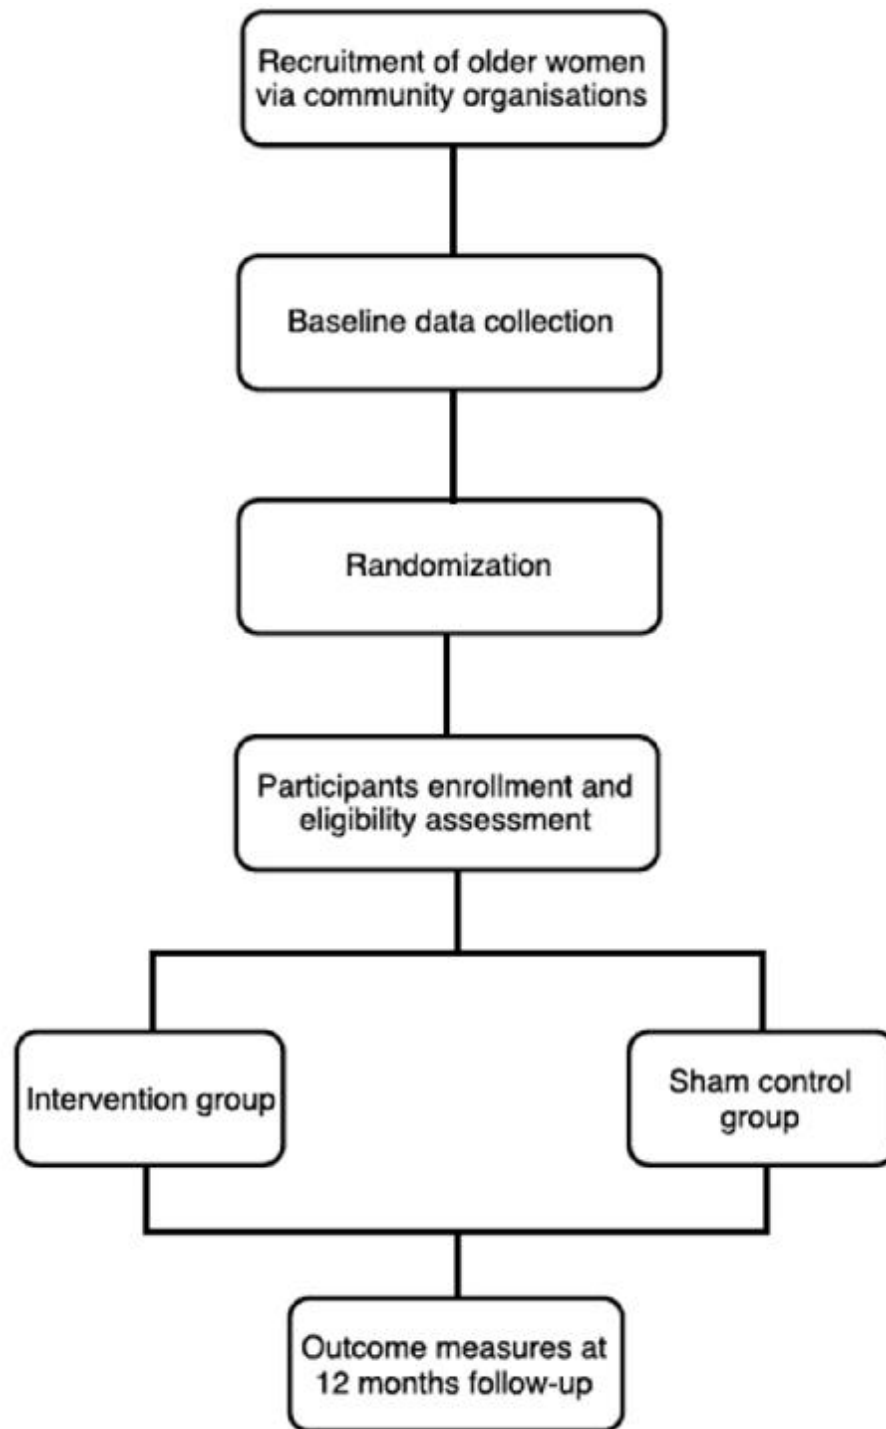 Recruitment of older women
via community organisations
Baseline data collection
Randomization
Participants enrollment and
eligibility assessment
Intervention group
Sham control
group
Outcome measures at
12 months follow-up